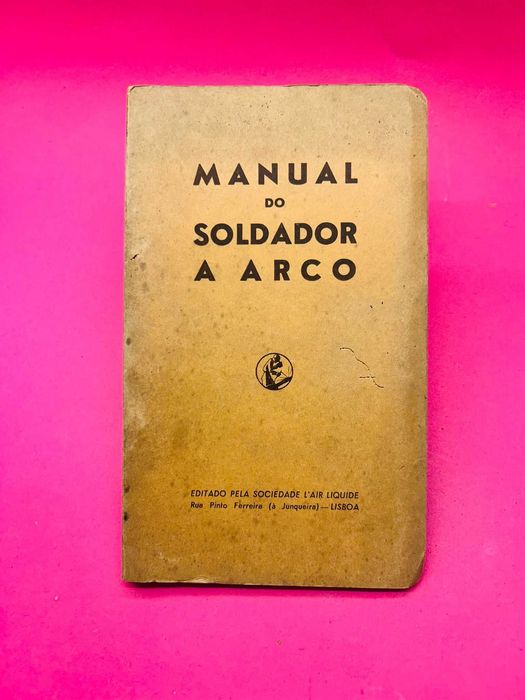 MANUAL
DO
SOLDADOR
A ARCO
EDITADO PELA SOCIEDADE L'AIR LIQUIDE
Rua Pinto Ferreira (à Junqueira) — LISBOA